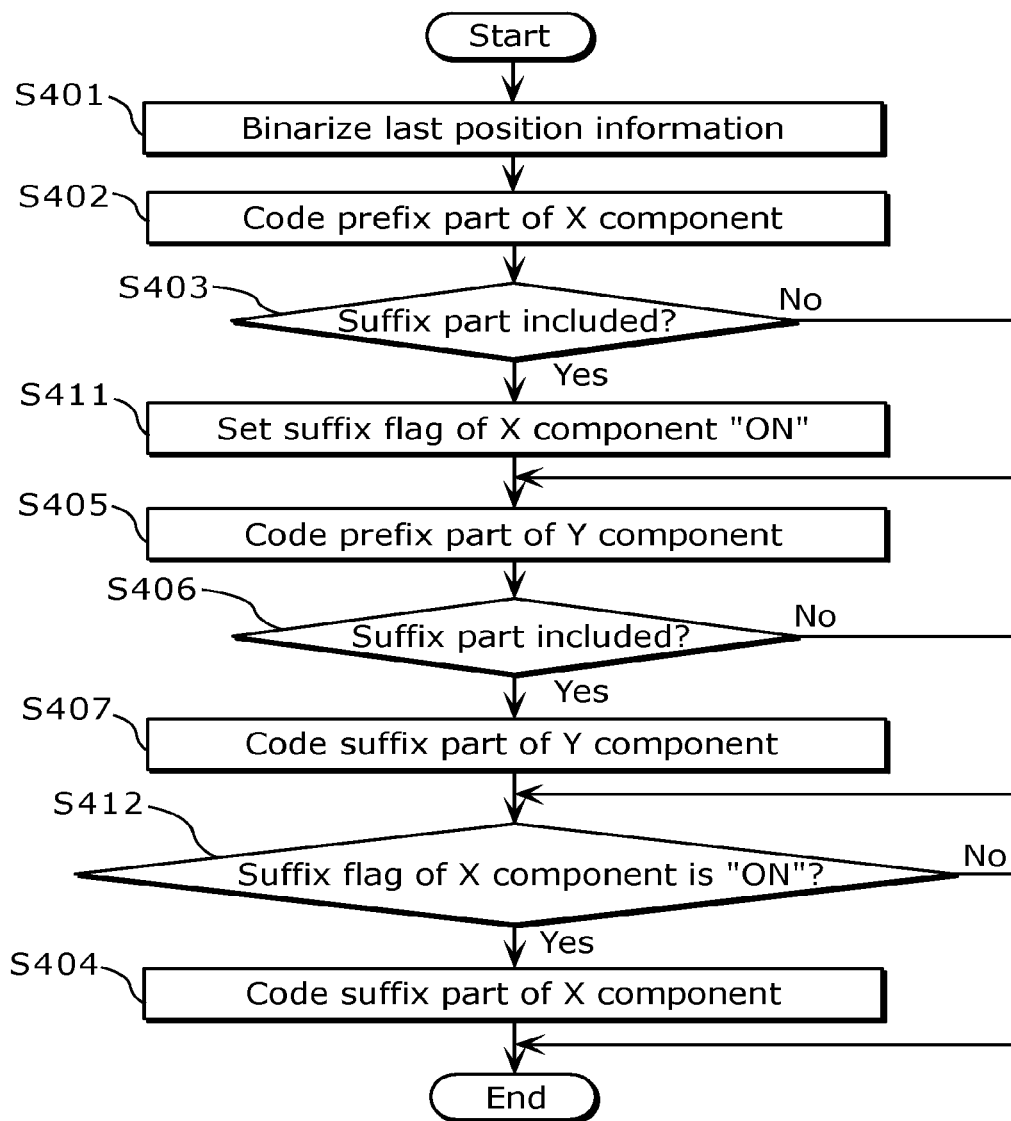 Start
S401
Binarize last position information
S402
Code prefix part of X component
S403
Suffix part included?
No
Yes
S411
Set suffix flag of X component "ON"
S405
Code prefix part of Y component
S406
Suffix part included?
No
Yes
S407
Code suffix part of Y component
S412
Suffix flag of X component is "ON"?
No
Yes
S404
Code suffix part of X component
End